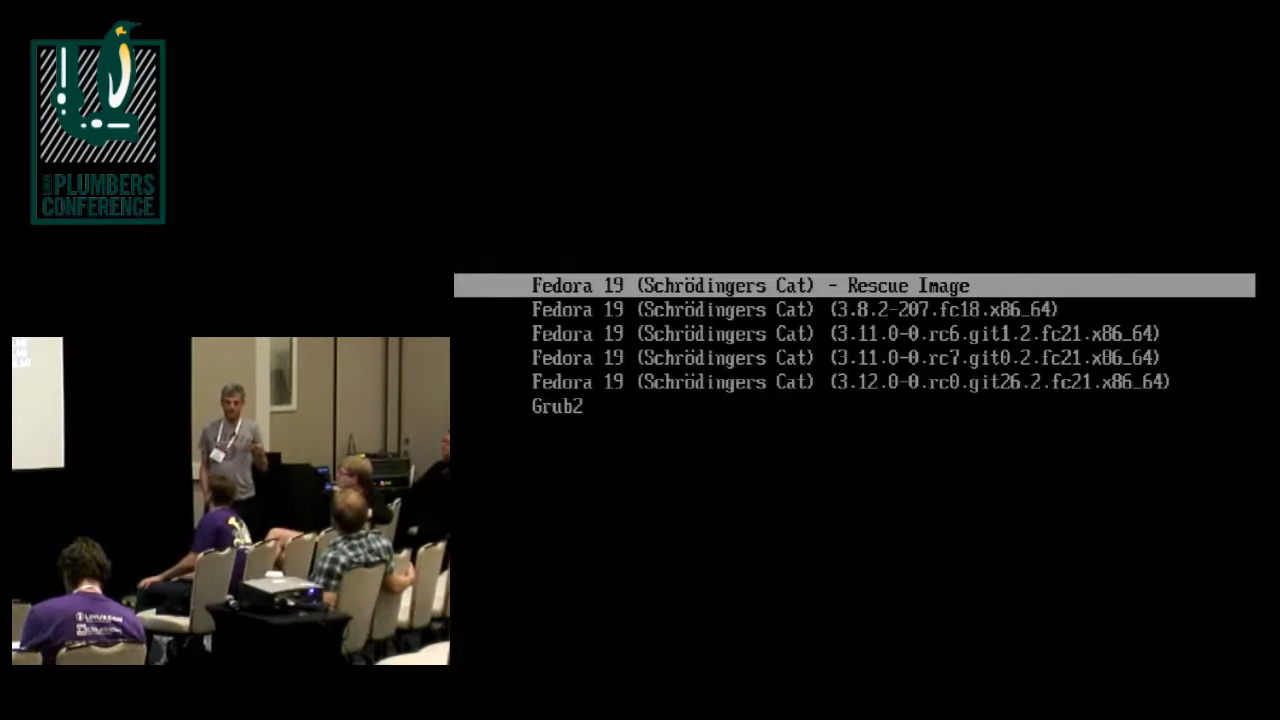 LINUX PLUMBERS
CONFERENCE
Fedora 19 (Schrödingers Cat) - Rescue Image
Fedora 19 (Schrödingers Cat) (3.8.2-207.fc18.x86_64)
Fedora 19 (Schrödingers Cat) (3.11.0-0.rc6.git1.2.fc21.x86_64)
Fedora 19 (Schrödingers Cat) (3.11.0-0.rc7.git0.2.fc21.x86_64)
Fedora 19 (Schrödingers Cat) (3.12.0-0.rc0.git26.2.fc21.x86_64)
Grub2